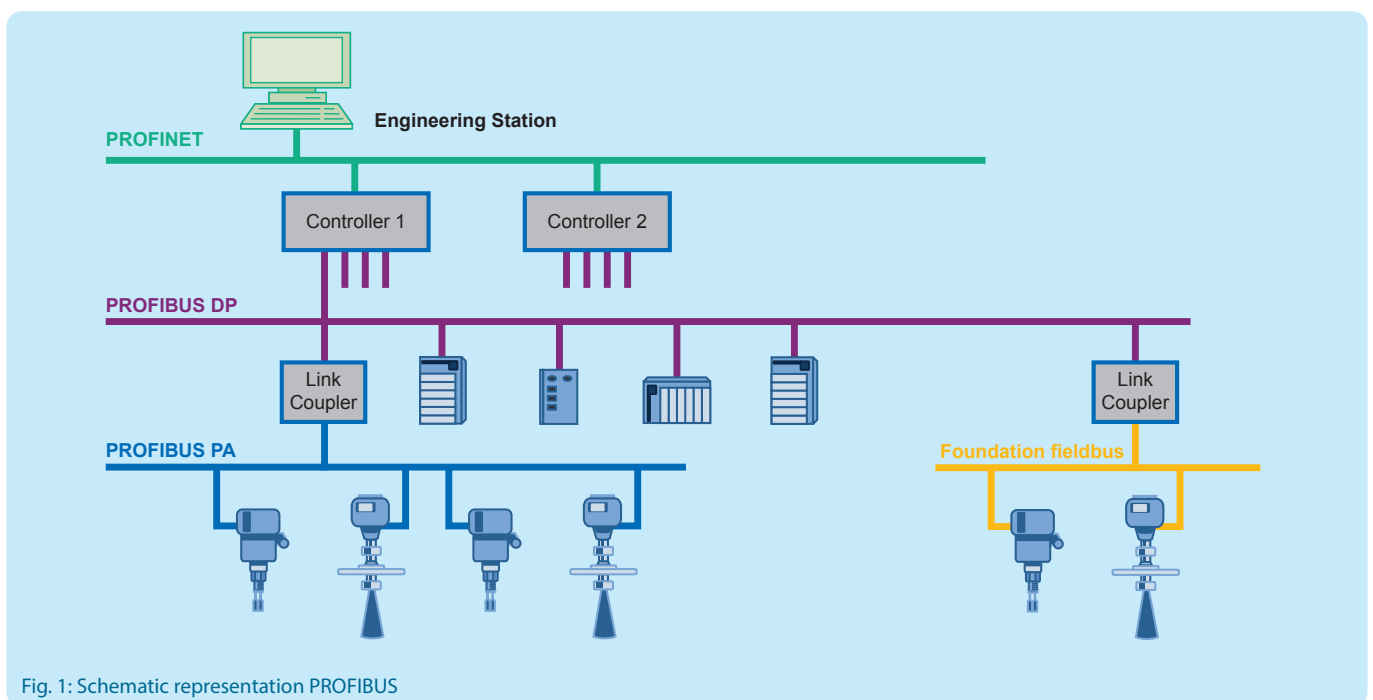 Engineering Station
PROFINET
Controller 1
Controller 2
PROFIBUS DP
Link
Coupler
Link
Coupler
PROFIBUS PA
Foundation fieldbus
Fig. 1: Schematic representation PROFIBUS